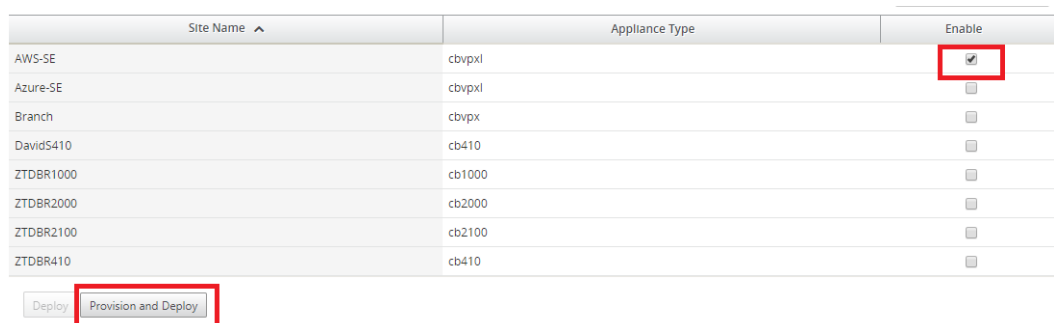 Site Name Appliance Type Enable
AWS-SE cbvpxl
Azure-SE cbvpxl
Branch cbvpx
DavidS410 cb410
ZTDBR1000 cb1000
ZTDBR2000 cb2000
ZTDBR2100 cb2100
ZTDBR410 cb410
Deploy Provision and Deploy